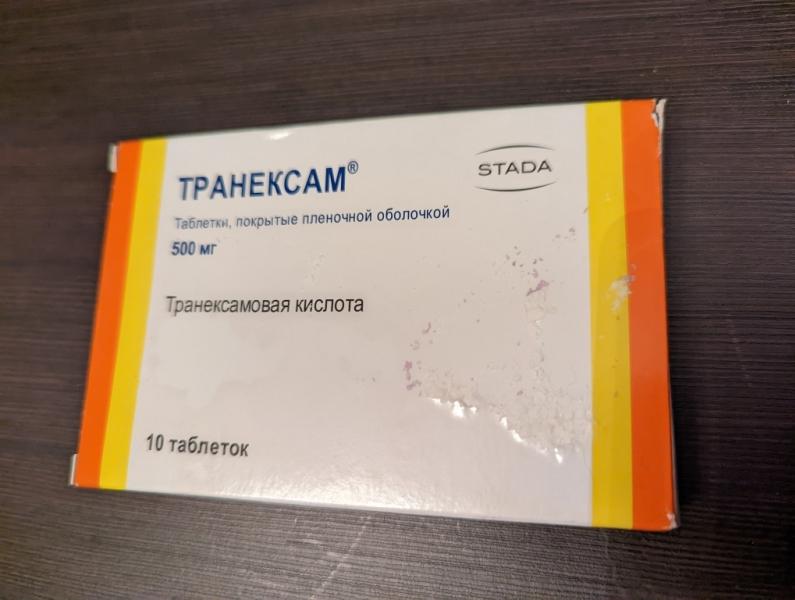 ТРАНЕКСАМ®
STADA
Таблетки, покрытые пленочной оболочкой
500 мг
Транексамовая кислота
10 таблеток